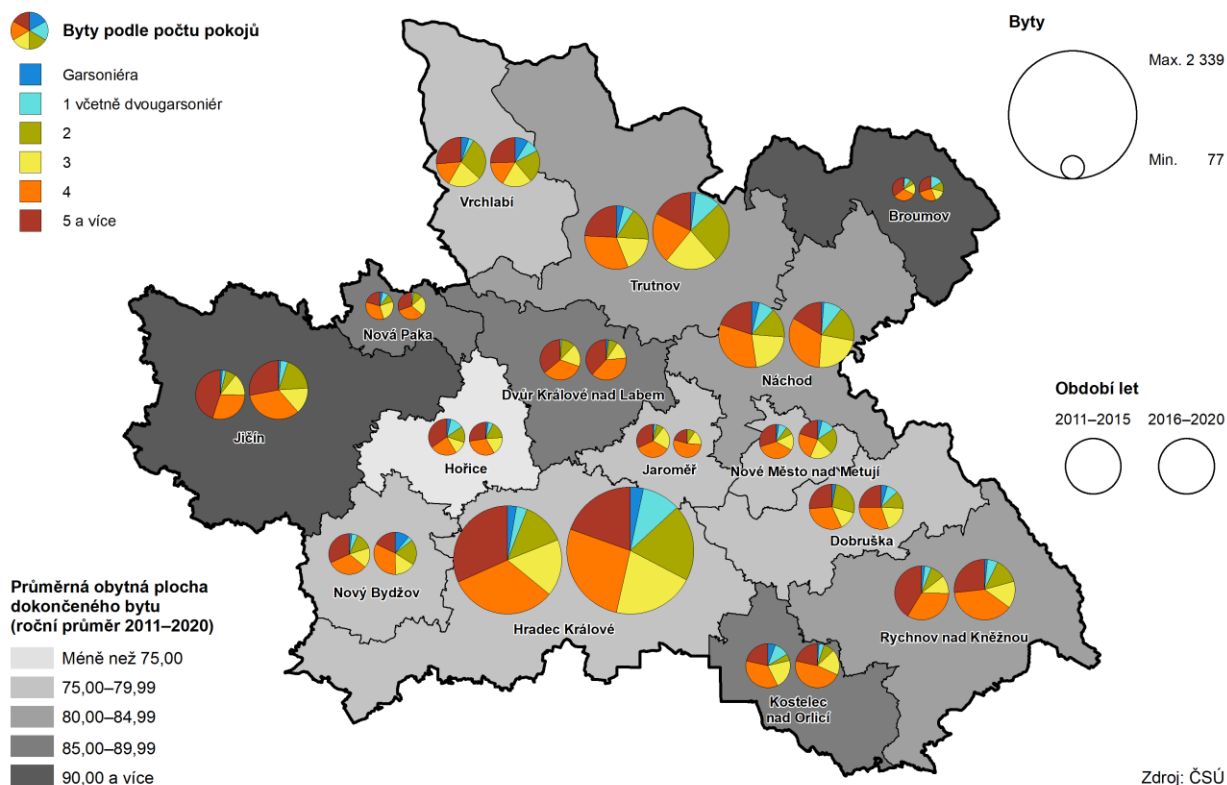 Byty podle počtu pokojů
Garsoniéra
1 včetně dvougarsoniér
2
3
4
5 a více
Byty
Max. 2 339
Min. 77
Vrchlabí
Broumov
Trutnov
Nová Paka
Náchod
Dvůr Králové nad Labem
Jičín
Období let
2011–2015
2016–2020
Hořice
Jaroměř
Nové Město nad Metují
Dobruška
Nový Bydžov
Hradec Králové
Rychnov nad Kněžnou
Kostelec
nad Orlicí
Průměrná obytná plocha
dokončeného bytu
(roční průměr 2011–2020)
Méně než 75,00
75,00–79,99
80,00–84,99
85,00–89,99
90,00 a více
Zdroj: ČSÚ